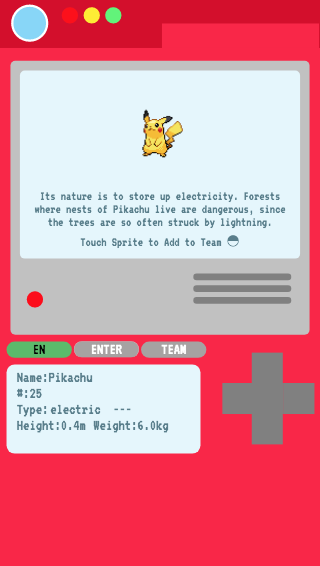 Its nature is to store up electricity. Forests
where nests of Pikachu live are dangerous, since
the trees are so often struck by lightning.
Touch Sprite to Add to Team
EN ENTER TEAM
Name:Pikachu
#:25
Type:electric ---
Height:0.4m Weight:6.0kg